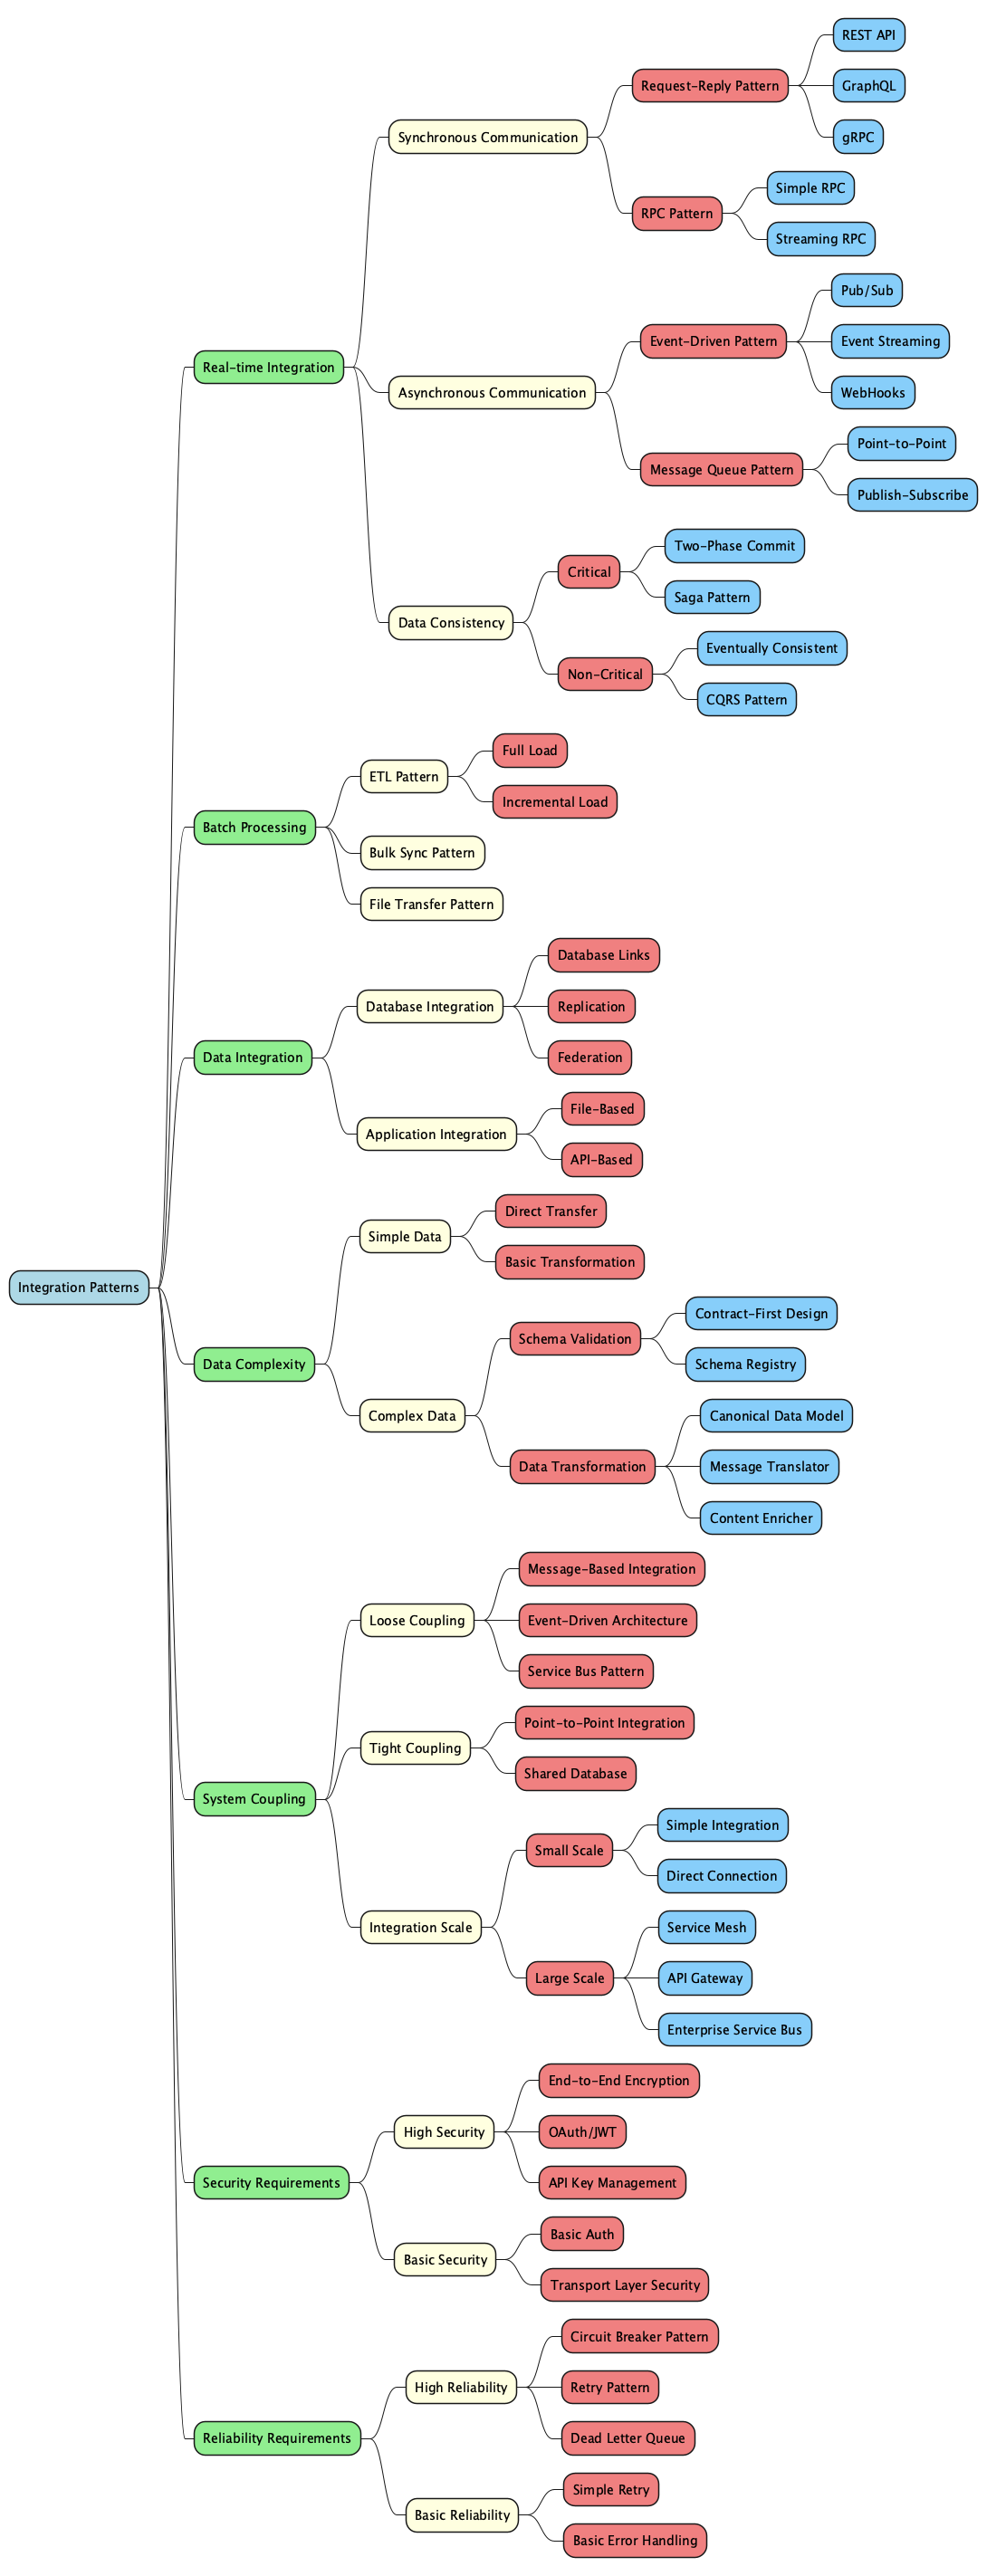 Integration Patterns
Real-time Integration
Synchronous Communication
Request-Reply Pattern
REST API
GraphQL
gRPC
RPC Pattern
Simple RPC
Streaming RPC
Asynchronous Communication
Event-Driven Pattern
Pub/Sub
Event Streaming
WebHooks
Message Queue Pattern
Point-to-Point
Publish-Subscribe
Data Consistency
Critical
Two-Phase Commit
Saga Pattern
Non-Critical
Eventually Consistent
CQRS Pattern
Batch Processing
ETL Pattern
Full Load
Incremental Load
Bulk Sync Pattern
File Transfer Pattern
Data Integration
Database Integration
Database Links
Replication
Federation
Application Integration
File-Based
API-Based
Data Complexity
Simple Data
Direct Transfer
Basic Transformation
Complex Data
Schema Validation
Contract-First Design
Schema Registry
Data Transformation
Canonical Data Model
Message Translator
Content Enricher
System Coupling
Loose Coupling
Message-Based Integration
Event-Driven Architecture
Service Bus Pattern
Tight Coupling
Point-to-Point Integration
Shared Database
Integration Scale
Small Scale
Simple Integration
Direct Connection
Large Scale
Service Mesh
API Gateway
Enterprise Service Bus
Security Requirements
High Security
End-to-End Encryption
OAuth/JWT
API Key Management
Basic Security
Basic Auth
Transport Layer Security
Reliability Requirements
High Reliability
Circuit Breaker Pattern
Retry Pattern
Dead Letter Queue
Basic Reliability
Simple Retry
Basic Error Handling